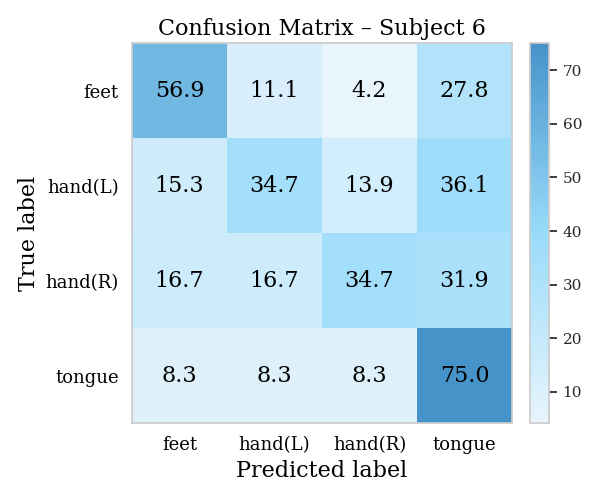 Confusion Matrix – Subject 6
True label
feet 56.9 11.1 4.2 27.8
hand(L) 15.3 34.7 13.9 36.1
hand(R) 16.7 16.7 34.7 31.9
tongue 8.3 8.3 8.3 75.0
feet hand(L) hand(R) tongue
Predicted label
70
60
50
40
30
20
10